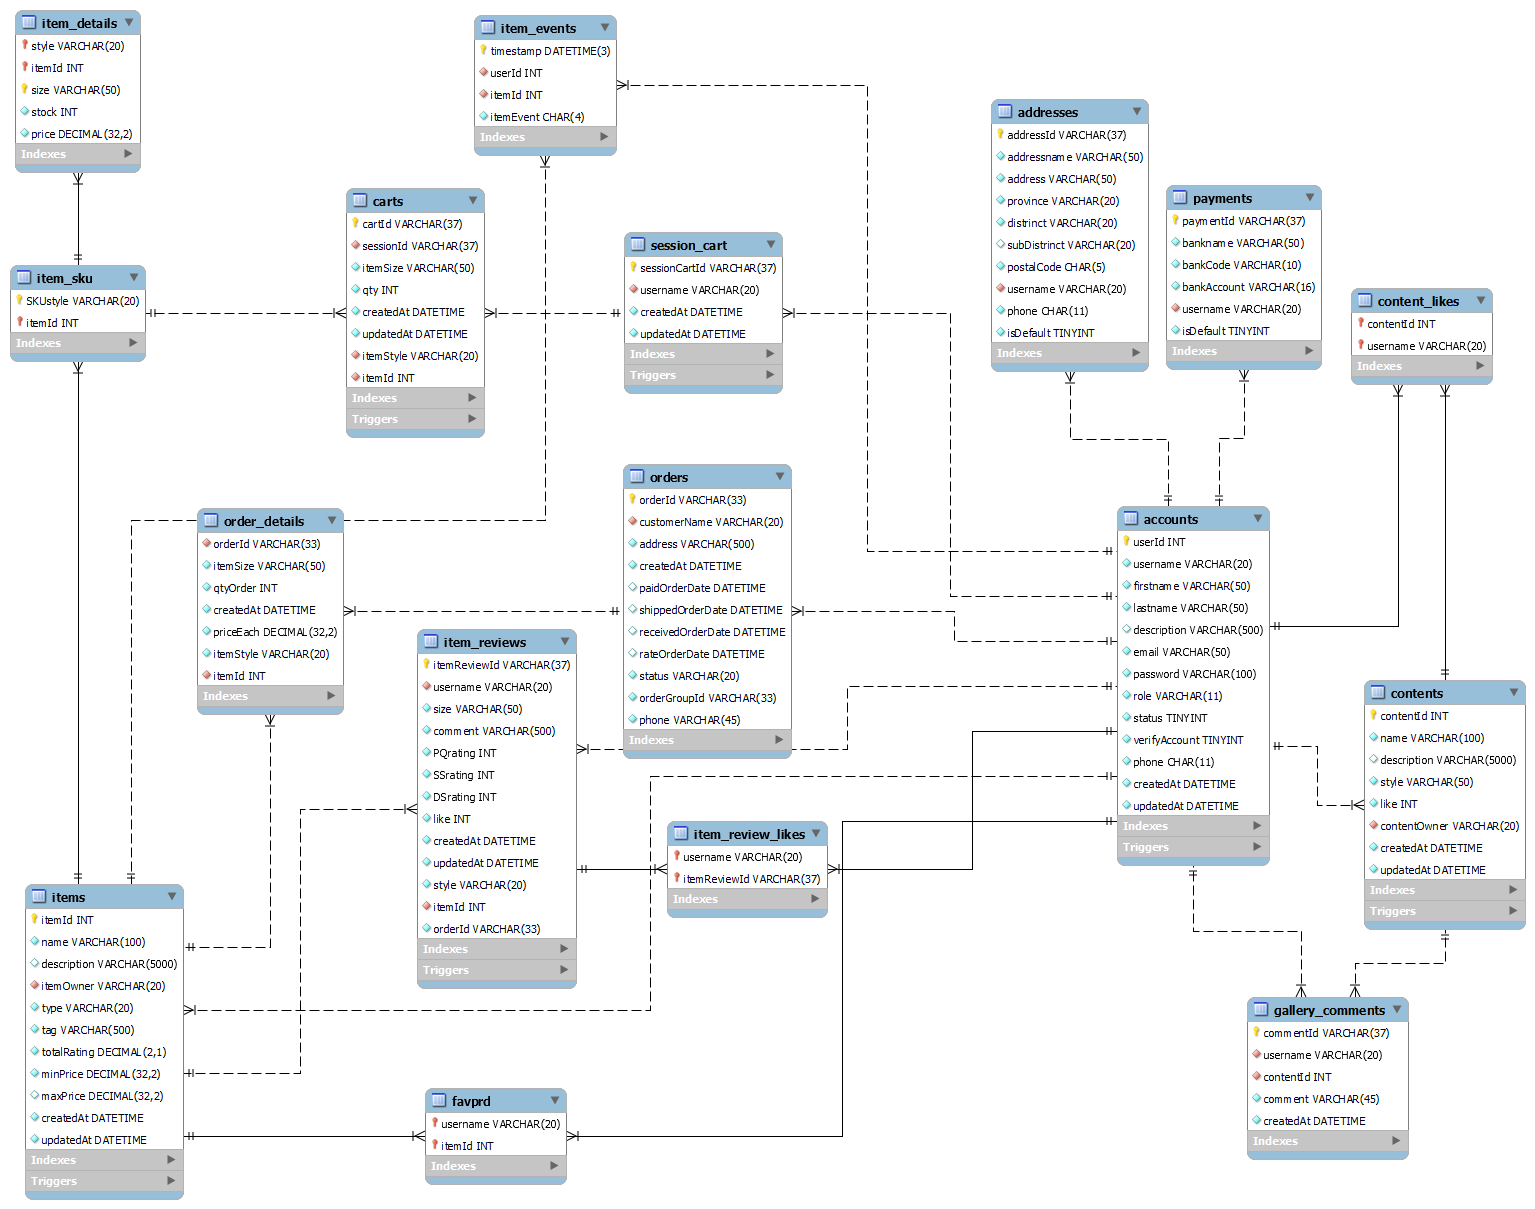 item_details
style VARCHAR(20)
itemId INT
size VARCHAR(50)
stock INT
price DECIMAL(32,2)
Indexes
item_events
timestamp DATETIME(3)
userId INT
itemId INT
itemEvent CHAR(4)
Indexes
addresses
addressId VARCHAR(37)
addressname VARCHAR(50)
address VARCHAR(50)
province VARCHAR(20)
distrinct VARCHAR(20)
subDistrinct VARCHAR(20)
postalCode CHAR(5)
username VARCHAR(20)
phone CHAR(11)
isDefault TINYINT
Indexes
payments
paymentId VARCHAR(37)
bankname VARCHAR(50)
bankCode VARCHAR(10)
bankAccount VARCHAR(16)
username VARCHAR(20)
isDefault TINYINT
Indexes
carts
cartId VARCHAR(37)
sessionId VARCHAR(37)
itemSize VARCHAR(50)
qty INT
createdAt DATETIME
updatedAt DATETIME
itemStyle VARCHAR(20)
itemId INT
Indexes
Triggers
session_cart
sessionCartId VARCHAR(37)
username VARCHAR(20)
createdAt DATETIME
updatedAt DATETIME
Indexes
Triggers
item_sku
SKUstyle VARCHAR(20)
itemId INT
Indexes
content_likes
contentId INT
username VARCHAR(20)
Indexes
orders
orderId VARCHAR(33)
customerName VARCHAR(20)
address VARCHAR(500)
createdAt DATETIME
paidOrderDate DATETIME
shippedOrderDate DATETIME
receivedOrderDate DATETIME
rateOrderDate DATETIME
status VARCHAR(20)
orderGroupId VARCHAR(33)
phone VARCHAR(45)
Indexes
order_details
orderId VARCHAR(33)
itemSize VARCHAR(50)
qtyOrder INT
createdAt DATETIME
priceEach DECIMAL(32,2)
itemStyle VARCHAR(20)
itemId INT
Indexes
accounts
userId INT
username VARCHAR(20)
firstname VARCHAR(50)
lastname VARCHAR(50)
description VARCHAR(500)
email VARCHAR(50)
password VARCHAR(100)
role VARCHAR(11)
status TINYINT
verifyAccount TINYINT
phone CHAR(11)
createdAt DATETIME
updatedAt DATETIME
Indexes
Triggers
item_reviews
itemReviewId VARCHAR(37)
username VARCHAR(20)
size VARCHAR(50)
comment VARCHAR(500)
PQrating INT
SSrating INT
DSrating INT
like INT
createdAt DATETIME
updatedAt DATETIME
style VARCHAR(20)
itemId INT
orderId VARCHAR(33)
Indexes
Triggers
contents
contentId INT
name VARCHAR(100)
description VARCHAR(5000)
style VARCHAR(50)
like INT
contentOwner VARCHAR(20)
createdAt DATETIME
updatedAt DATETIME
Indexes
Triggers
item_review_likes
username VARCHAR(20)
itemReviewId VARCHAR(37)
Indexes
items
itemId INT
name VARCHAR(100)
description VARCHAR(5000)
itemOwner VARCHAR(20)
type VARCHAR(20)
tag VARCHAR(500)
totalRating DECIMAL(2,1)
minPrice DECIMAL(32,2)
maxPrice DECIMAL(32,2)
createdAt DATETIME
updatedAt DATETIME
Indexes
Triggers
favprd
username VARCHAR(20)
itemId INT
Indexes
gallery_comments
commentId VARCHAR(37)
username VARCHAR(20)
contentId INT
comment VARCHAR(45)
createdAt DATETIME
Indexes